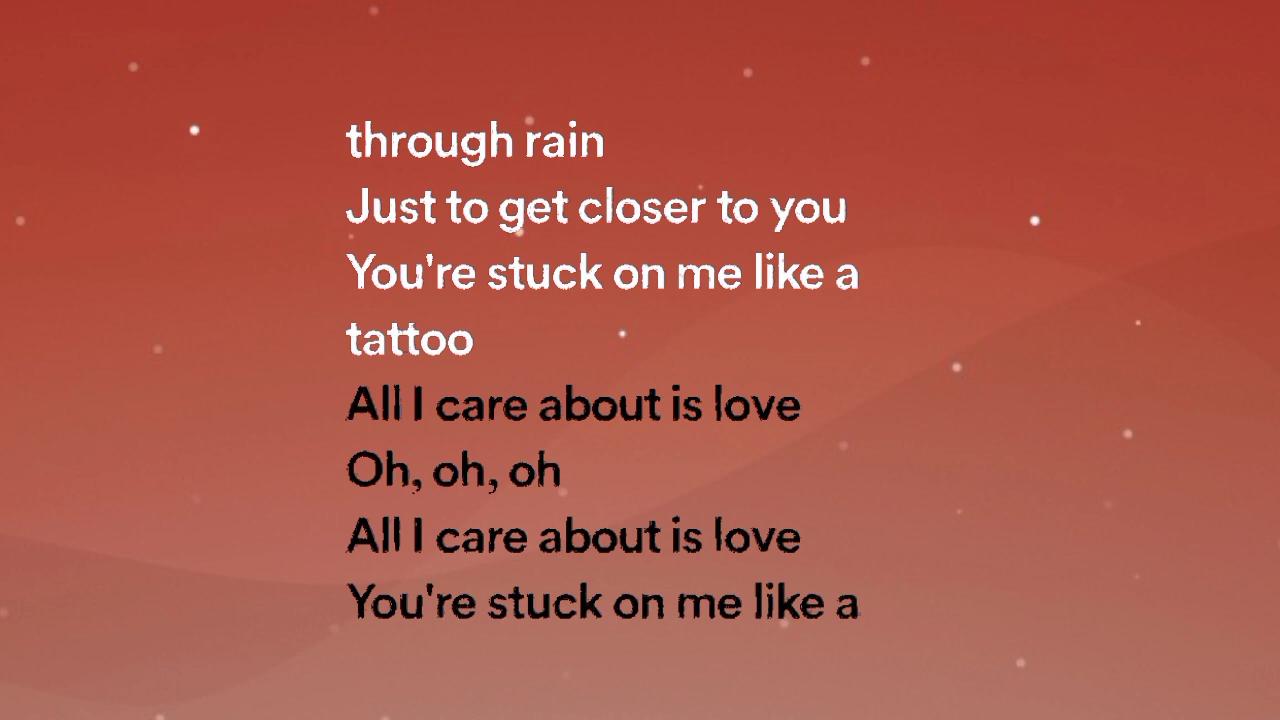 through rain
Just to get closer to you
You're stuck on me like a
tattoo
All I care about is love
Oh, oh, oh
All I care about is love
You're stuck on me like a